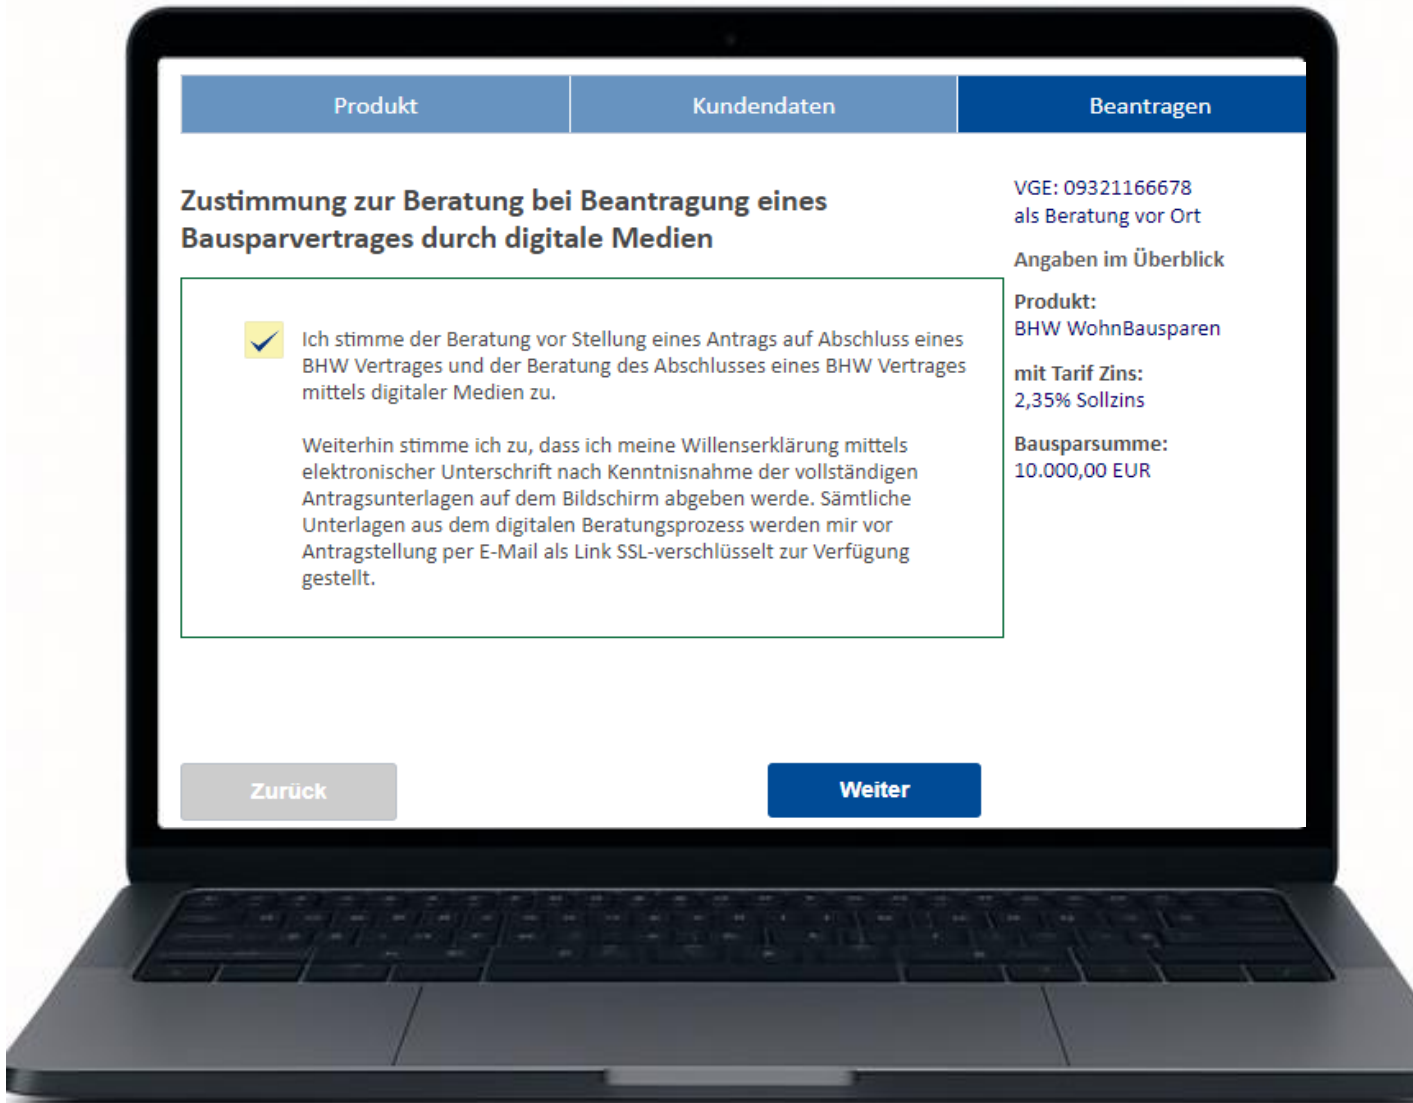 Produkt
Kundendaten
Beantragen
Zustimmung zur Beratung bei Beantragung eines
Bausparvertrages durch digitale Medien
Ich stimme der Beratung vor Stellung eines Antrags auf Abschluss eines
BHW Vertrages und der Beratung des Abschlusses eines BHW Vertrages
mittels digitaler Medien zu.
Weiterhin stimme ich zu, dass ich meine Willenserklärung mittels
elektronischer Unterschrift nach Kenntnisnahme der vollständigen
Antragsunterlagen auf dem Bildschirm abgeben werde. Sämtliche
Unterlagen aus dem digitalen Beratungsprozess werden mir vor
Antragstellung per E-Mail als Link SSL-verschlüsselt zur Verfügung
gestellt.
VGE: 09321166678
als Beratung vor Ort
Angaben im Überblick
Produkt:
BHW WohnBausparen
mit Tarif Zins:
2,35% Sollzins
Bausparsumme:
10.000,00 EUR
Zurück
Weiter